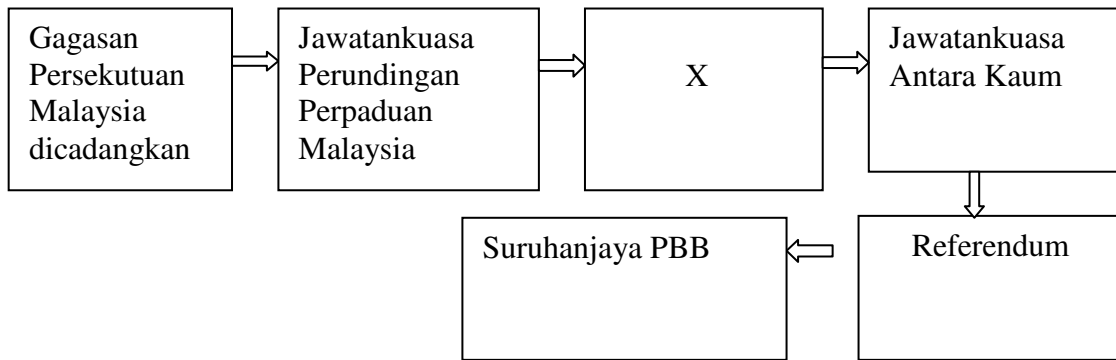 Gagasan
Persekutuan
Malaysia
dicadangkan
Jawatankuasa
Perundingan
Perpaduan
Malaysia
X
Jawatankuasa
Antara Kaum
Referendum
Suruhanjaya PBB